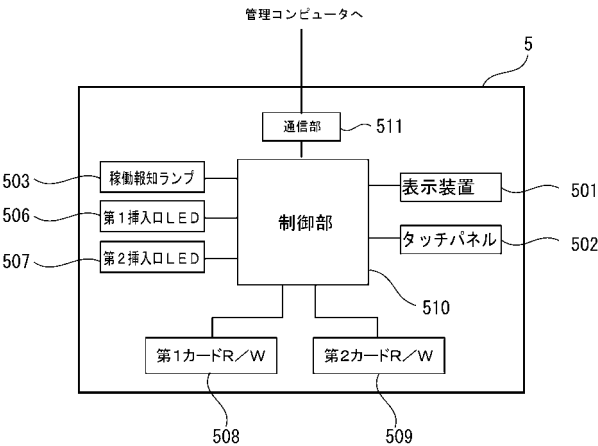 管理コンピュータへ
5
通信部
511
503
稼働報知ランプ
表示装置
501
506
第1挿入口LED
制御部
タッチパネル
502
507
第2挿入口LED
510
第1カードR/W
第2カードR/W
508
509